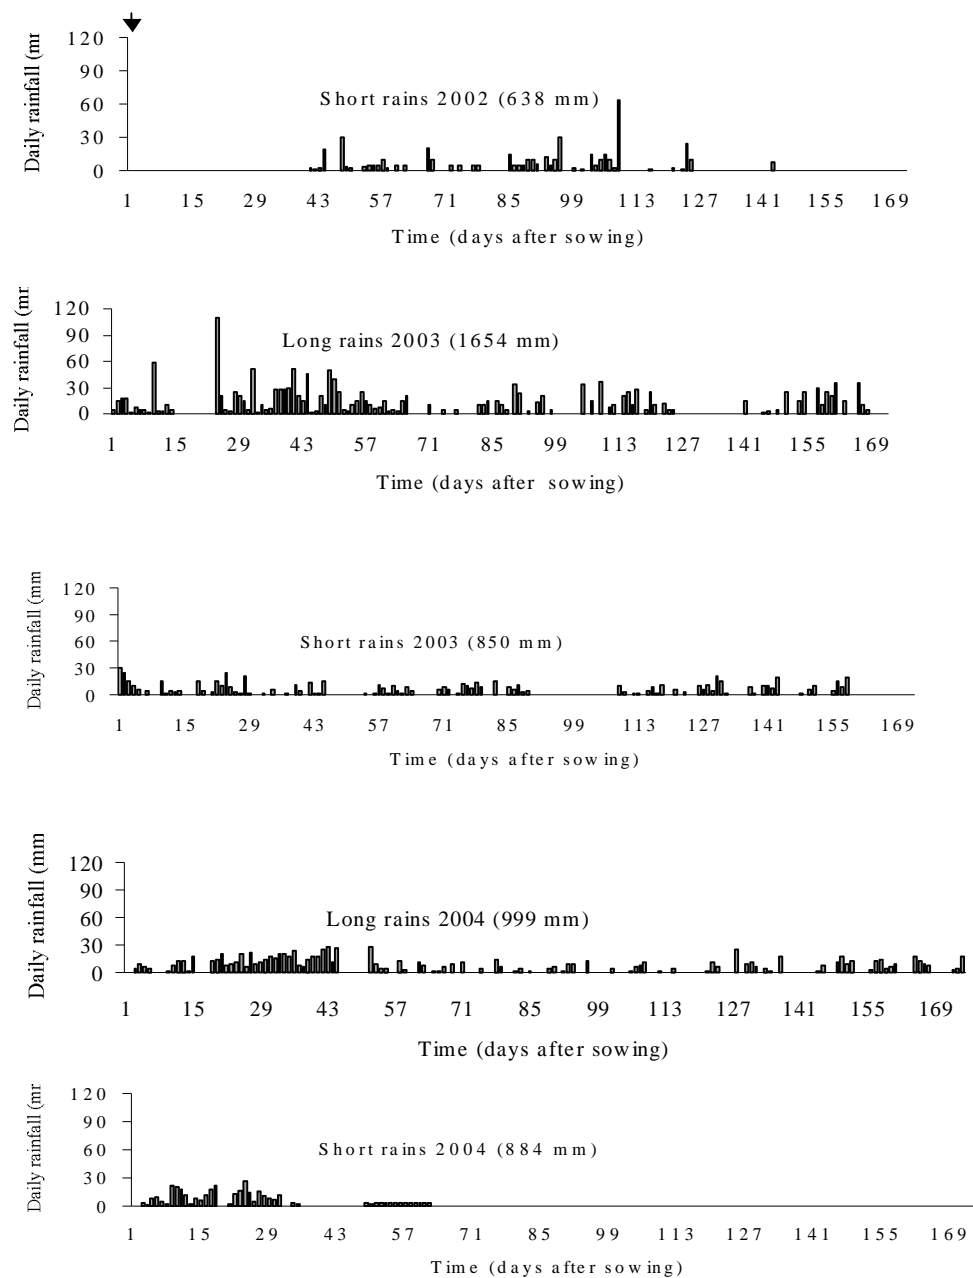 Daily rainfall (mr
120
90
60
30
0
Short rains 2002 (638 mm)
1 15 29 43 57 71 85 99 113 127 141 155 169
Time (days after sowing)
Daily rainfall (mr
120
90
60
30
0
Long rains 2003 (1654 mm)
1 15 29 43 57 71 85 99 113 127 141 155 169
Time (days after sowing)
Daily rainfall (mm
120
90
60
30
0
Short rains 2003 (850 mm)
1 15 29 43 57 71 85 99 113 127 141 155 169
Time (days after sowing)
Daily rainfall (mm
120
90
60
30
0
Long rains 2004 (999 mm)
1 15 29 43 57 71 85 99 113 127 141 155 169
Time (days after sowing)
Daily rainfall (mr
120
90
60
30
0
Short rains 2004 (884 mm)
1 15 29 43 57 71 85 99 113 127 141 155 169
Time (days after sowing)